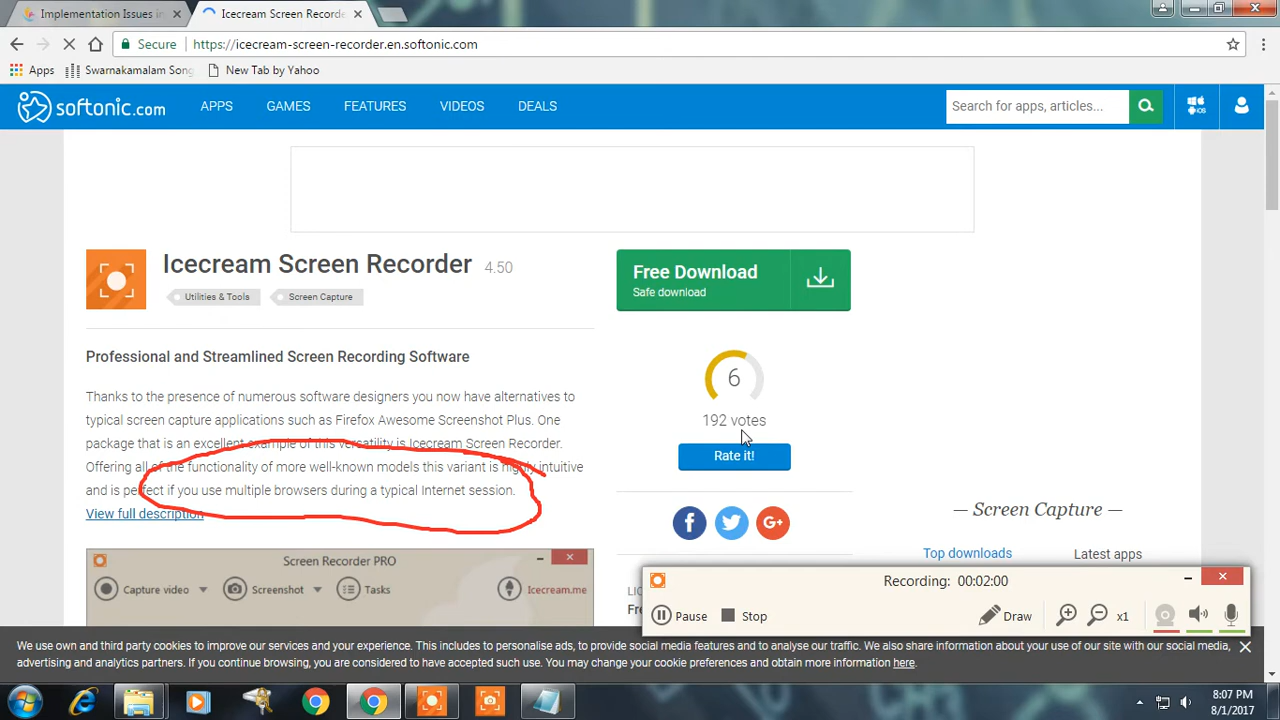 Implementation Issues in
Icecream Screen Recorde
Secure
https://icecream-screen-recorder.en.softonic.com
Apps
Swarnakamalam Song
New Tab by Yahoo
softonic.com
APPS
GAMES
FEATURES
VIDEOS
DEALS
Search for apps, articles...
iOS
Icecream Screen Recorder 4.50
Utilities & Tools
Screen Capture
Free Download
Safe download
Professional and Streamlined Screen Recording Software
Thanks to the presence of numerous software designers you now have alternatives to
typical screen capture applications such as Firefox Awesome Screenshot Plus. One
package that is an excellent example of this versatility is Icecream Screen Recorder.
Offering all of the functionality of more well-known models this variant is highly intuitive
and is perfect if you use multiple browsers during a typical Internet session.
View full description
6
192 votes
Rate it!
f
G+
— Screen Capture —
Top downloads
Latest apps
Screen Recorder PRO
Capture video
Screenshot
Tasks
Icecream.me
Recording: 00:02:00
Pause
Stop
Draw
x1
We use own and third party cookies to improve our services and your experience. This includes to personalise ads, to provide social media features and to analyse our traffic. We also share information about your use of our site with our social media,
advertising and analytics partners. If you continue browsing, you are considered to have accepted such use. You may change your cookie preferences and obtain more information here.
8:07 PM
8/1/2017